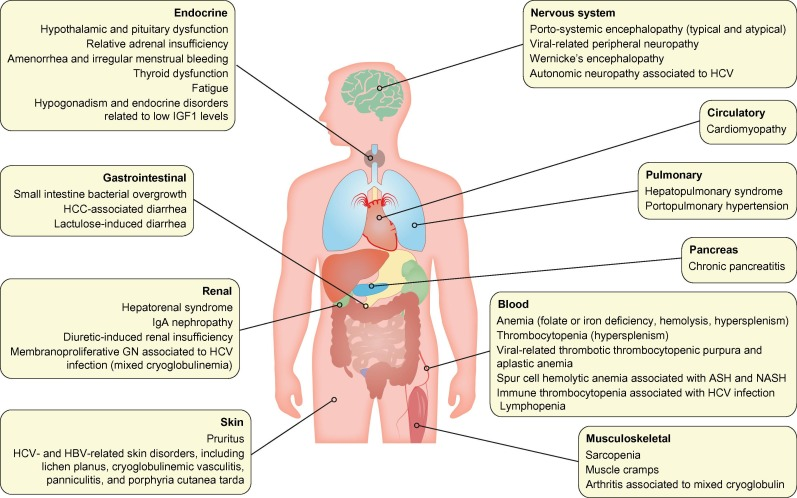 Endocrine
Hypothalamic and pituitary dysfunction
Relative adrenal insufficiency
Amenorrhea and irregular menstrual bleeding
Thyroid dysfunction
Fatigue
Hypogonadism and endocrine disorders
related to low IGF1 levels
Gastrointestinal
Small intestine bacterial overgrowth
HCC-associated diarrhea
Lactulose-induced diarrhea
Renal
Hepatorenal syndrome
IgA nephropathy
Diuretic-induced renal insufficiency
Membranoproliferative GN associated to HCV
infection (mixed cryoglobulinemia)
Skin
Pruritus
HCV- and HBV-related skin disorders, including
lichen planus, cryoglobulinemic vasculitis,
panniculitis, and porphyria cutanea tarda
Nervous system
Porto-systemic encephalopathy (typical and atypical)
Viral-related peripheral neuropathy
Wernicke's encephalopathy
Autonomic neuropathy associated to HCV
Circulatory
Cardiomyopathy
Pulmonary
Hepatopulmonary syndrome
Portopulmonary hypertension
Pancreas
Chronic pancreatitis
Blood
Anemia (folate or iron deficiency, hemolysis, hypersplenism)
Thrombocytopenia (hypersplenism)
Viral-related thrombotic thrombocytopenic purpura and
aplastic anemia
Spur cell hemolytic anemia associated with ASH and NASH
Immune thrombocytopenia associated with HCV infection
Lymphopenia
Musculoskeletal
Sarcopenia
Muscle cramps
Arthritis associated to mixed cryoglobulin